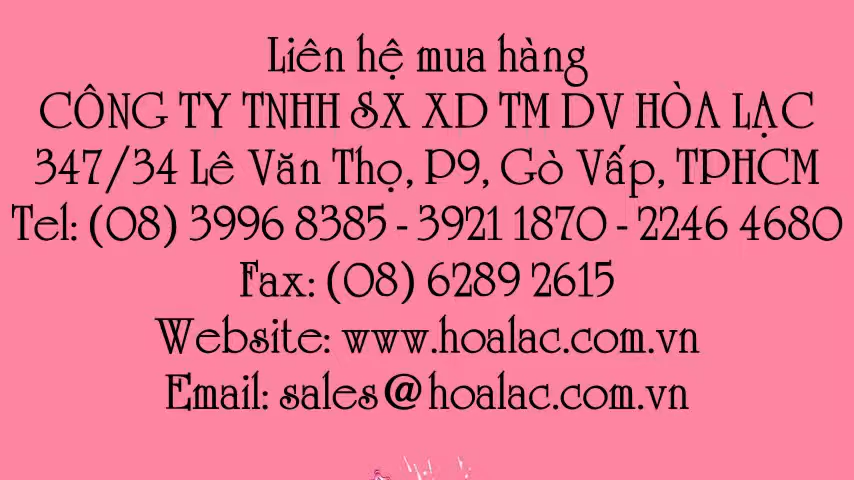 Liên hệ mua hàng
CÔNG TY TNHH SX XD TM DV HÒA LẠC
347/34 Lê Văn Thọ, P9, Gò Vấp, TPHCM
Tel: (08) 3996 8385 - 3921 1870 - 2246 4680
Fax: (08) 6289 2615
Website: www.hoalac.com.vn
Email: sales@hoalac.com.vn